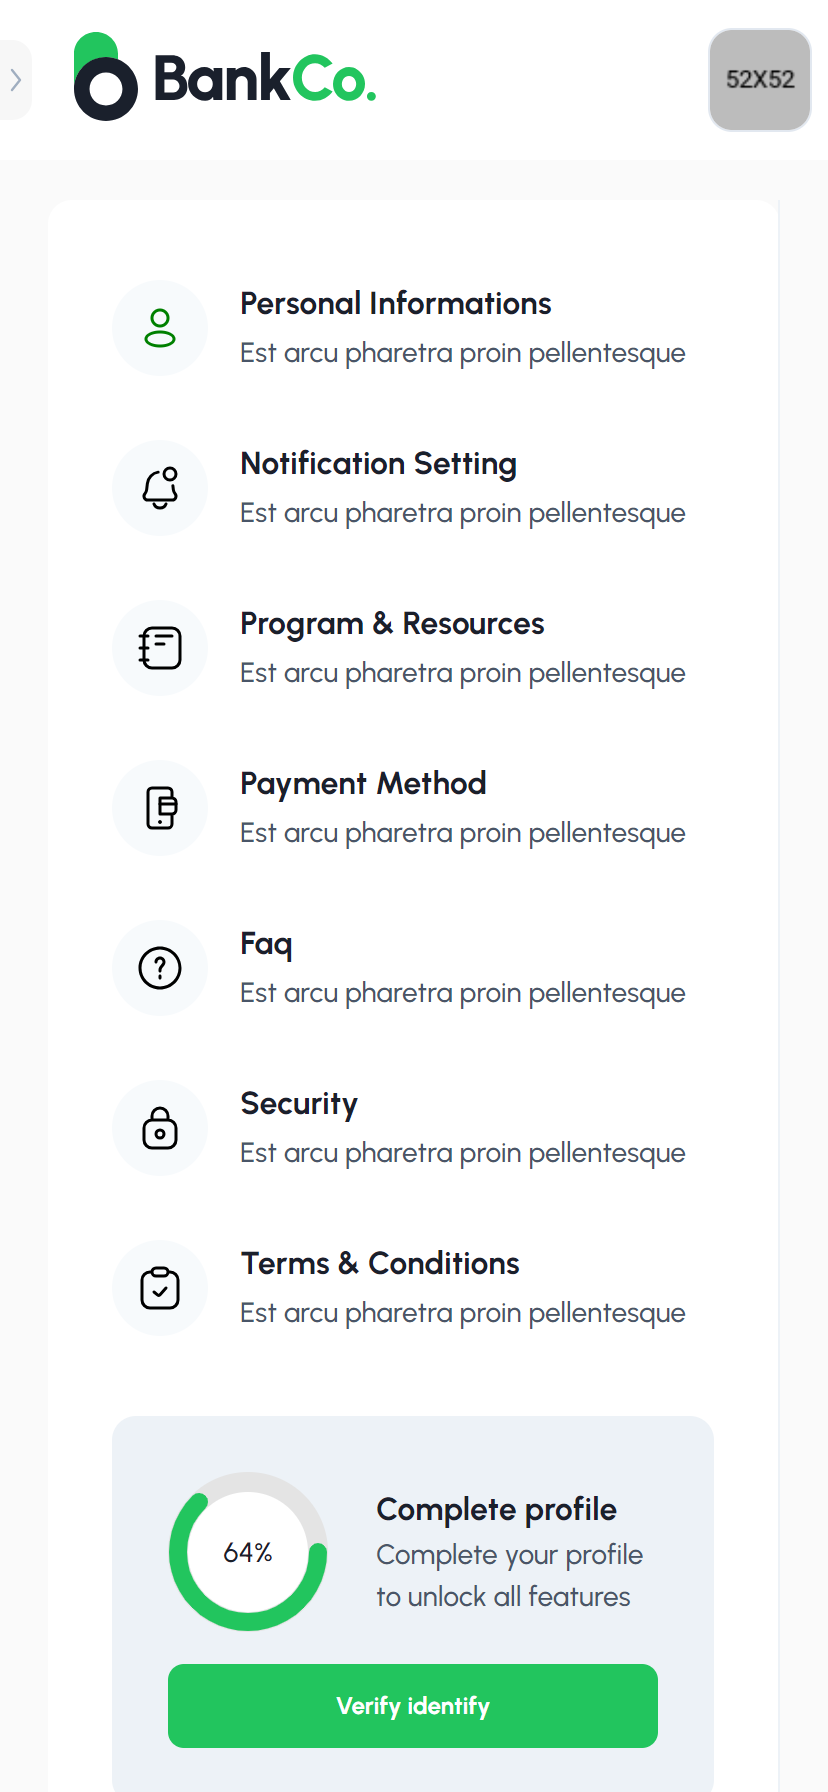 BankCo.
52X52
Personal Informations
Est arcu pharetra proin pellentesque
Notification Setting
Est arcu pharetra proin pellentesque
Program & Resources
Est arcu pharetra proin pellentesque
Payment Method
Est arcu pharetra proin pellentesque
Faq
Est arcu pharetra proin pellentesque
Security
Est arcu pharetra proin pellentesque
Terms & Conditions
Est arcu pharetra proin pellentesque
64%
Complete profile
Complete your profile
to unlock all features
Verify identify